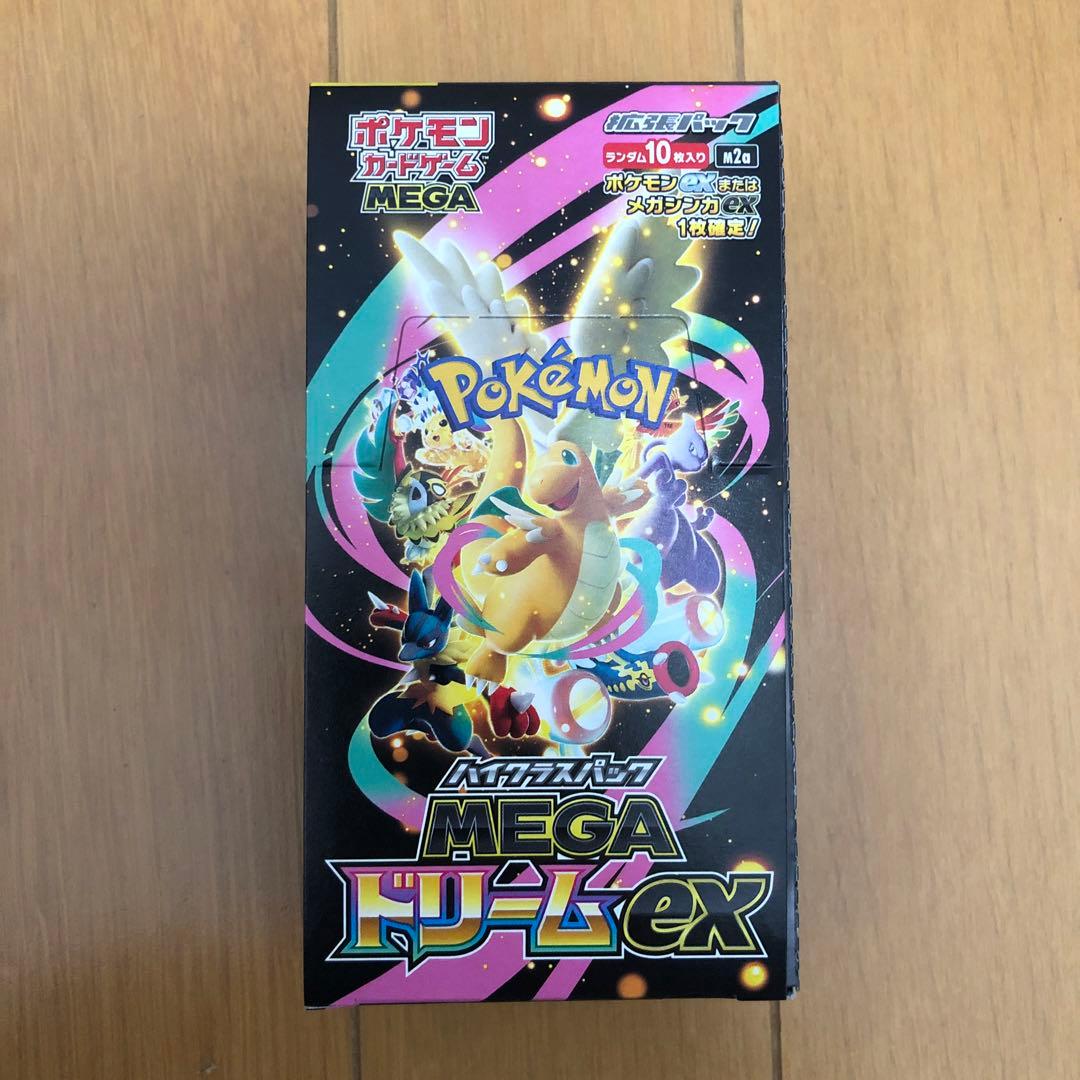 ポケモン
カードゲーム™
MEGA
拡張パック
ランダム10枚入り M2a
ポケモンexまたは
メガシンカex
1枚確定!
POKéMON™
ハイクラスパック
MEGA
ドリームex